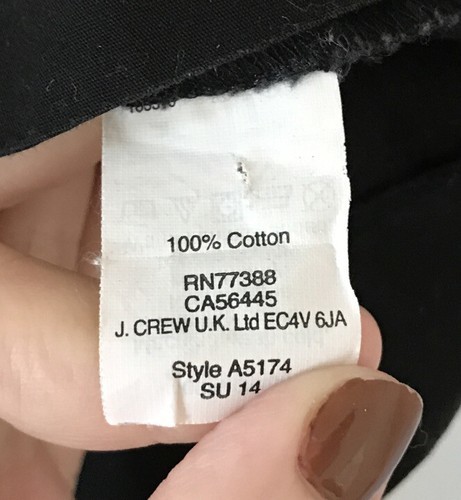 100% Cotton
RN77388
CA56445
J. CREW U.K. Ltd EC4V 6JA
Style A5174
SU 14